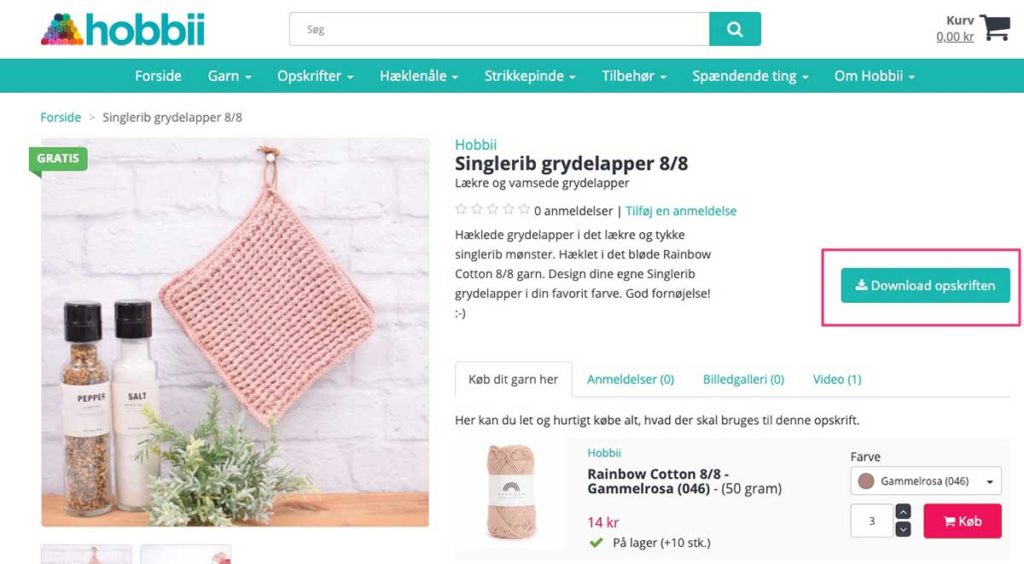 hobbii
Søg
Kurv
0,00 kr
Forside Garn Opskrifter Hæklenåle Strikkepinde Tilbehør Spændende ting Om Hobbii
Forside > Singlerib grydelapper 8/8
GRATIS
PEPPER
SALT
Hobbii
Singlerib grydelapper 8/8
Lækre og vamsede grydelapper
0 anmeldelser | Tilføj en anmeldelse
Hæklede grydelapper i det lækre og tykke
singlerib mønster. Hæklet i det bløde Rainbow
Cotton 8/8 garn. Design dine egne Singlerib
grydelapper i din favorit farve. God fornøjelse!
:-)
Download opskriften
Køb dit garn her Anmeldelser (0) Billedgalleri (0) Video (1)
Her kan du let og hurtigt købe alt, hvad der skal bruges til denne opskrift.
Hobbii
Rainbow Cotton 8/8 -
Gammelrosa (046) - (50 gram)
14 kr
På lager (+10 stk.)
Farve
Gammelrosa (046)
3
Køb